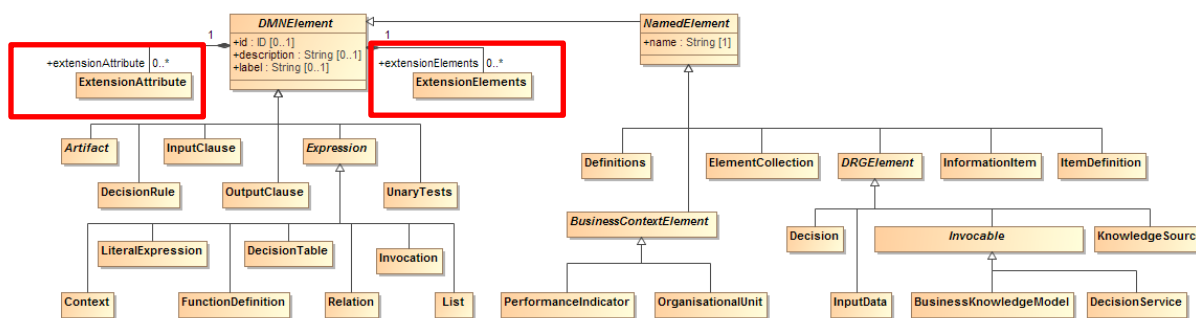 DMNElement
+id : ID [0..1]
+description : String [0..1]
+label : String [0..1]
NamedElement
+name : String [1]
1
+extensionAttribute 0..*
ExtensionAttribute
1
+extensionElements 0..*
ExtensionElements
Artifact
InputClause
Expression
DecisionRule
OutputClause
UnaryTests
Definitions
ElementCollection
DRGElement
InformationItem
ItemDefinition
LiteralExpression
DecisionTable
Invocation
BusinessContextElement
Decision
Invocable
KnowledgeSourc
Context
FunctionDefinition
Relation
List
PerformanceIndicator
OrganisationalUnit
InputData
BusinessKnowledgeModel
DecisionService